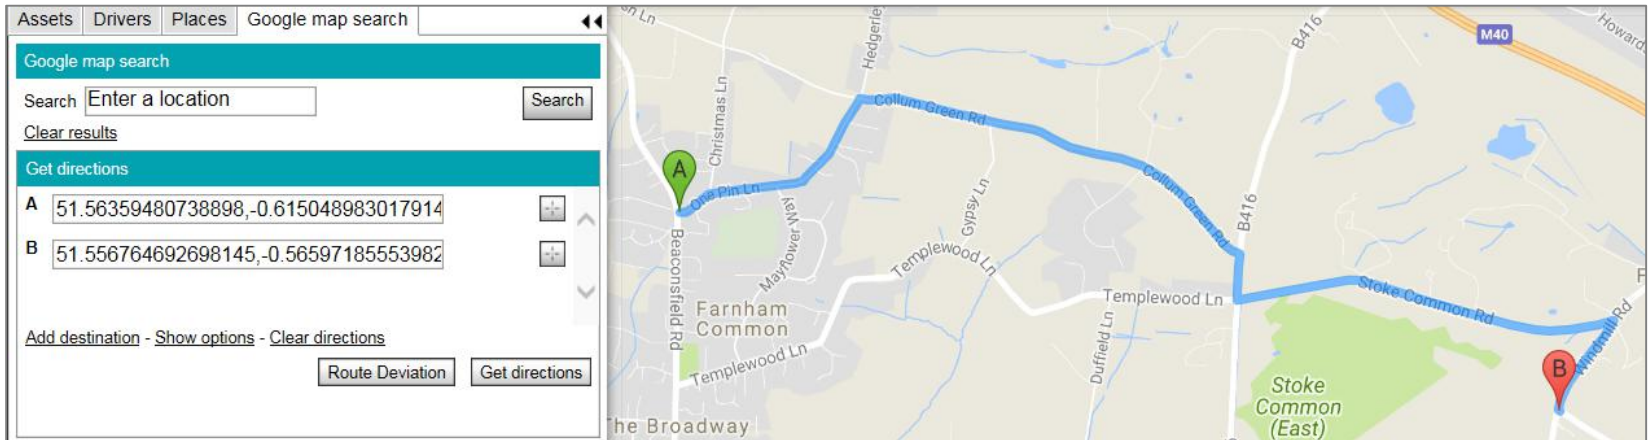 Assets Drivers Places Google map search
Google map search
Search Enter a location Search
Clear results
Get directions
A 51.56359480738898,-0.615048983017914
B 51.556764692698145,-0.56597185553982
Add destination - Show options - Clear directions
Route Deviation Get directions
Hedgerley
B416
M40
Christmas Ln
Collum Green Rd
A
One Pin Ln
Mayflower Way
Gypsy Ln
Collum Green Rd
B416
Beaconsfield Rd
Templewood Ln
Templewood Ln
Stoke Common Rd
Farnham
Common
Duffield Ln
Windmill Rd
Templewood Ln
B
Stoke
Common
(East)
The Broadway